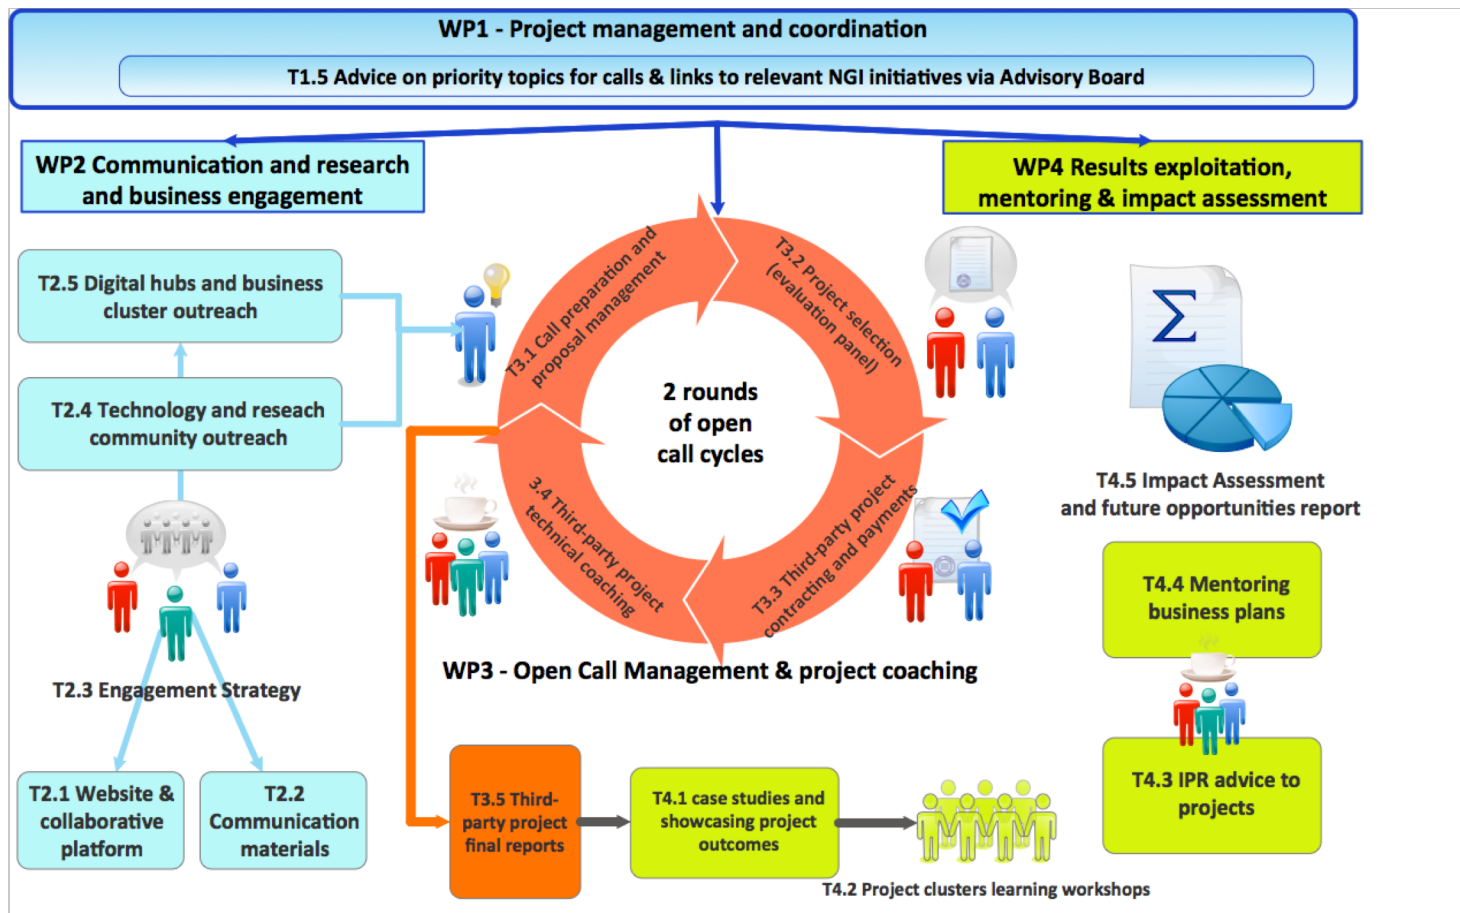 WP1 - Project management and coordination
T1.5 Advice on priority topics for calls & links to relevant NGI initiatives via Advisory Board
WP2 Communication and research
and business engagement
WP4 Results exploitation,
mentoring & impact assessment
T2.5 Digital hubs and business
cluster outreach
T2.4 Technology and reseach
community outreach
T2.3 Engagement Strategy
T2.1 Website &
collaborative
platform
T2.2
Communication
materials
T3.1 Call preparation and
proposal management
T3.2 Project selection
(evaluation panel)
T3.3 Third-party project
contracting and payments
3.4 Third-party project
technical coaching
2 rounds
of open
call cycles
WP3 - Open Call Management & project coaching
T3.5 Third-
party project
final reports
T4.1 case studies and
showcasing project
outcomes
T4.2 Project clusters learning workshops
Σ
T4.5 Impact Assessment
and future opportunities report
T4.4 Mentoring
business plans
T4.3 IPR advice to
projects